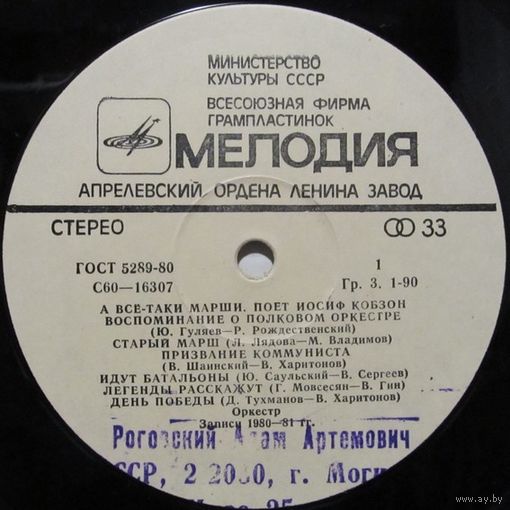 МИНИСТЕРСТВО
КУЛЬТУРЫ СССР
ВСЕСОЮЗНАЯ ФИРМА
ГРАМПЛАСТИНОК
МЕЛОДИЯ
АПРЕЛЕВСКИЙ ОРДЕНА ЛЕНИНА ЗАВОД
СТЕРЕО 33
ГОСТ 5289-80 1
С60—16307 Гр. 3. 1-90
А ВСЕ-ТАКИ МАРШИ. ПОЕТ ИОСИФ КОБЗОН
ВОСПОМИНАНИЕ О ПОЛКОВОМ ОРКЕСТРЕ
(Ю. Гуляев—Р. Рождественский)
СТАРЫЙ МАРШ (Л. Лядова—М. Владимов)
ПРИЗВАНИЕ КОММУНИСТА
(В. Шаинский—В. Харитонов)
ИДУТ БАТАЛЬОНЫ (Ю. Саульский—В. Сергеев)
ЛЕГЕНДЫ РАССКАЖУТ (Г. Мовсесян—В. Гин)
ДЕНЬ ПОБЕДЫ (Д. Тухманов—В. Харитонов)
Оркестр
Записи 1980—81 гг.
Артемович
г.
www.ay.by